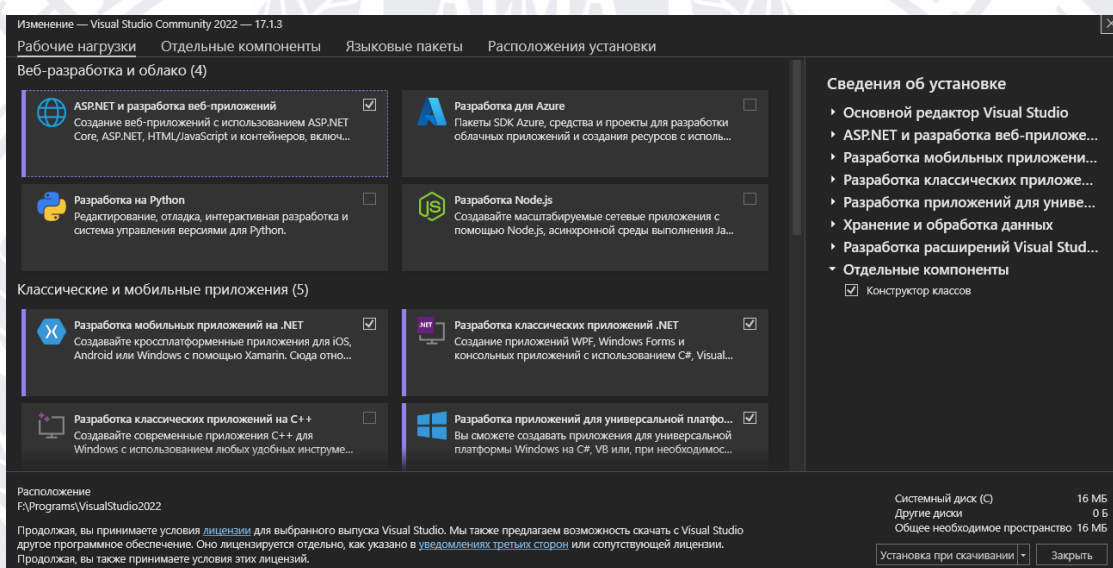 Изменение — Visual Studio Community 2022 — 17.1.3
Рабочие нагрузки Отдельные компоненты Языковые пакеты Расположения установки
Веб-разработка и облако (4)
ASP.NET и разработка веб-приложений
Создание веб-приложений с использованием ASP.NET
Core, ASP.NET, HTML/JavaScript и контейнеров, включ...
Разработка для Azure
Пакеты SDK Azure, средства и проекты для разработки
облачных приложений и создания ресурсов с исполь...
Разработка на Python
Редактирование, отладка, интерактивная разработка и
система управления версиями для Python.
Разработка Node.js
Создавайте масштабируемые сетевые приложения с
помощью Node.js, асинхронной среды выполнения Ja...
Классические и мобильные приложения (5)
Разработка мобильных приложений на .NET
Создавайте кроссплатформенные приложения для iOS,
Android или Windows с помощью Xamarin. Сюда отно...
.NET
Разработка классических приложений .NET
Создание приложений WPF, Windows Forms и
консольных приложений с использованием C#, Visual...
Разработка классических приложений на C++
Создавайте современные приложения C++ для
Windows с использованием любых удобных инструме...
Разработка приложений для универсальной платфо...
Вы сможете создавать приложения для универсальной
платформы Windows на C#, VB или, при необходимос...
Сведения об установке
Основной редактор Visual Studio
ASP.NET и разработка веб-приложе...
Разработка мобильных приложени...
Разработка классических приложе...
Разработка приложений для униве...
Хранение и обработка данных
Разработка расширений Visual Stud...
Отдельные компоненты
Конструктор классов
Расположение
F:\Programs\VisualStudio2022
Продолжая, вы принимаете условия лицензии для выбранного выпуска Visual Studio. Мы также предлагаем возможность скачать с Visual Studio
другое программное обеспечение. Оно лицензируется отдельно, как указано в уведомлениях третьих сторон или сопутствующей лицензии.
Продолжая, вы также принимаете условия этих лицензий.
Системный диск (C) 16 МБ
Другие диски 0 Б
Общее необходимое пространство 16 МБ
Установка при скачивании Закрыть